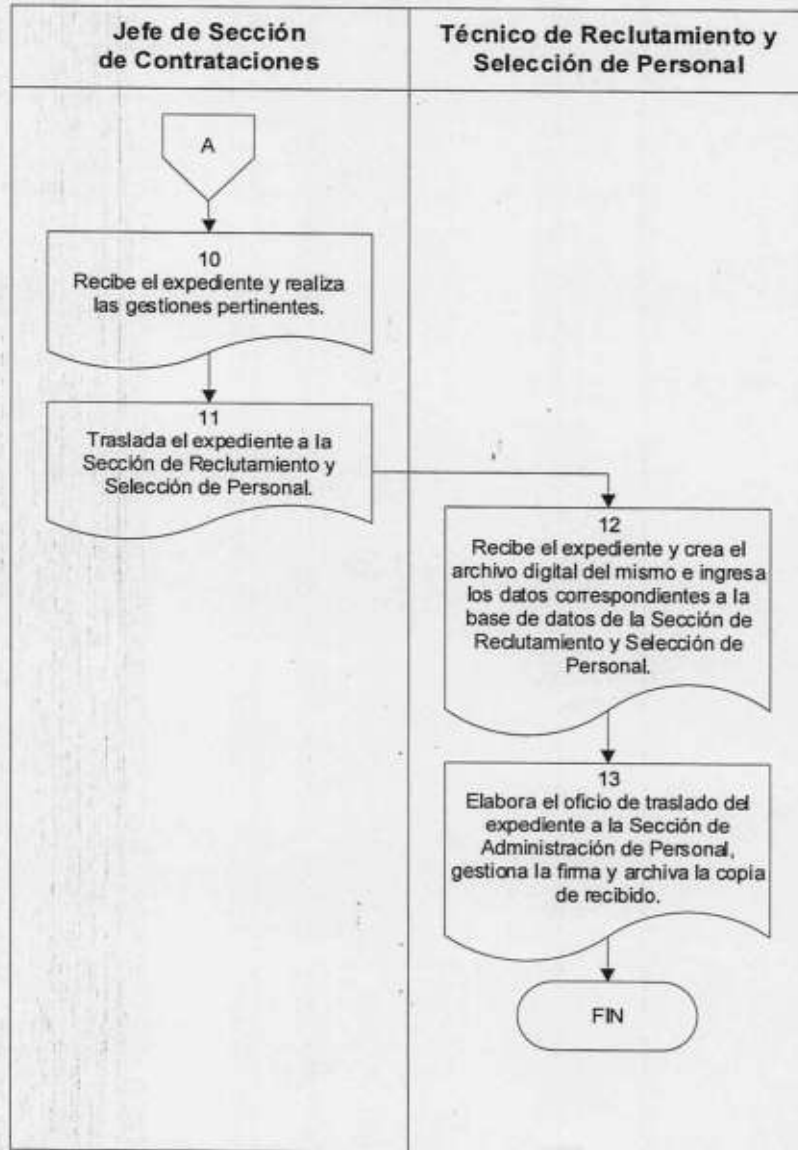 Jefe de Sección
de Contrataciones
Técnico de Reclutamiento y
Selección de Personal
A
10
Recibe el expediente y realiza
las gestiones pertinentes.
11
Traslada el expediente a la
Sección de Reclutamiento y
Selección de Personal.
12
Recibe el expediente y crea el
archivo digital del mismo e ingresa
los datos correspondientes a la
base de datos de la Sección de
Reclutamiento y Selección de
Personal.
13
Elabora el oficio de traslado del
expediente a la Sección de
Administración de Personal,
gestiona la firma y archiva la copia
de recibido.
FIN